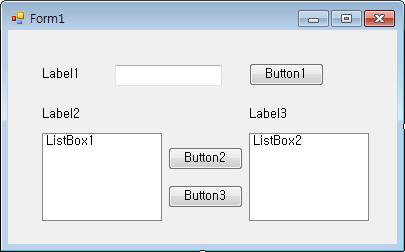 Form1
Label1
Button1
Label2
Label3
ListBox1
ListBox2
Button2
Button3